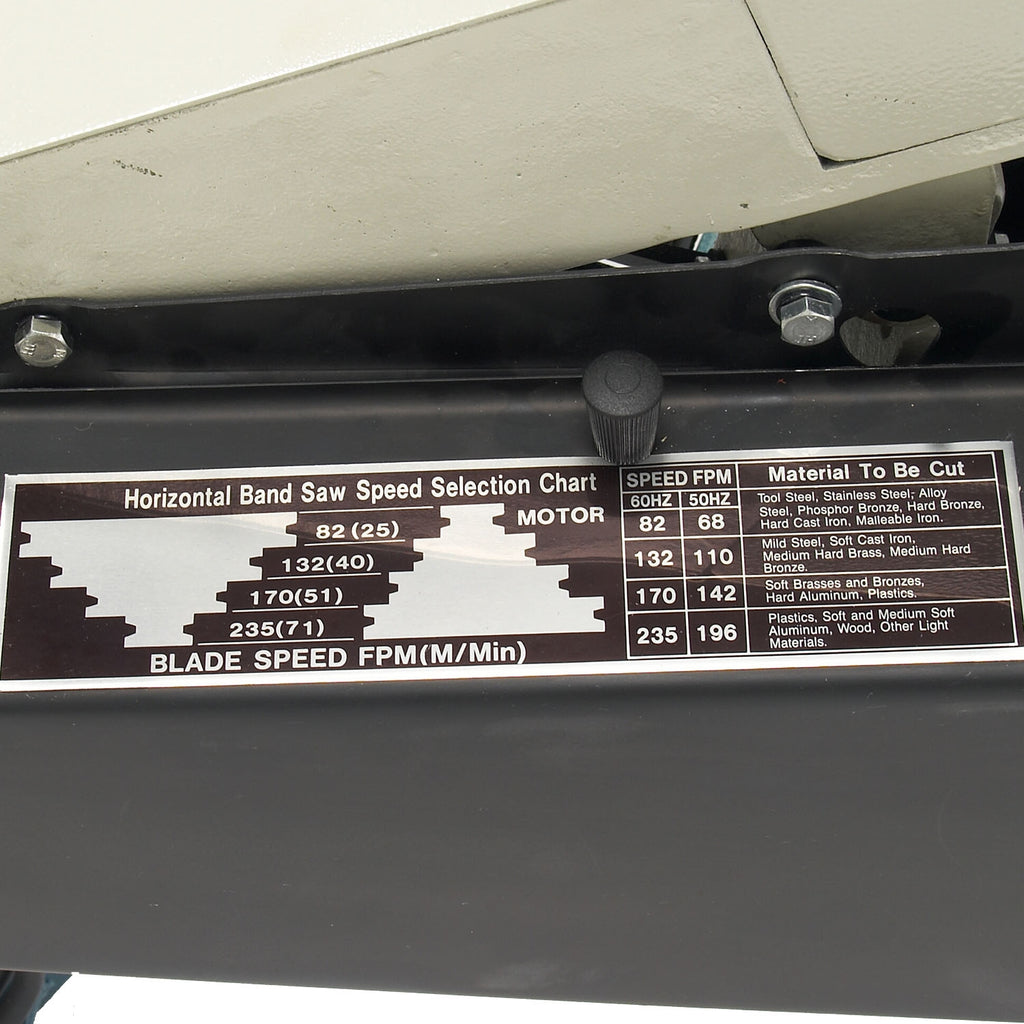 Horizontal Band Saw Speed Selection Chart
MOTOR
82 (25)
132(40)
170(51)
235(71)
BLADE SPEED FPM(M/Min)
SPEED FPM Material To Be Cut
60HZ 50HZ
82 68 Tool Steel, Stainless Steel, Alloy
Steel, Phosphor Bronze, Hard Bronze,
Hard Cast Iron, Malleable Iron.
132 110 Mild Steel, Soft Cast Iron,
Medium Hard Brass, Medium Hard
Bronze.
170 142 Soft Brasses and Bronzes,
Hard Aluminum, Plastics.
235 196 Plastics, Soft and Medium Soft
Aluminum, Wood, Other Light
Materials.